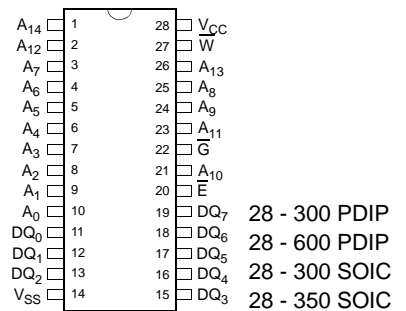 A14 1 28 VCC
A12 2 27 W̅
A7 3 26 A13
A6 4 25 A8
A5 5 24 A9
A4 6 23 A11
A3 7 22 G̅
A2 8 21 A10
A1 9 20 E̅
A0 10 19 DQ7 28 - 300 PDIP
DQ0 11 18 DQ6 28 - 600 PDIP
DQ1 12 17 DQ5
DQ2 13 16 DQ4 28 - 300 SOIC
VSS 14 15 DQ3 28 - 350 SOIC